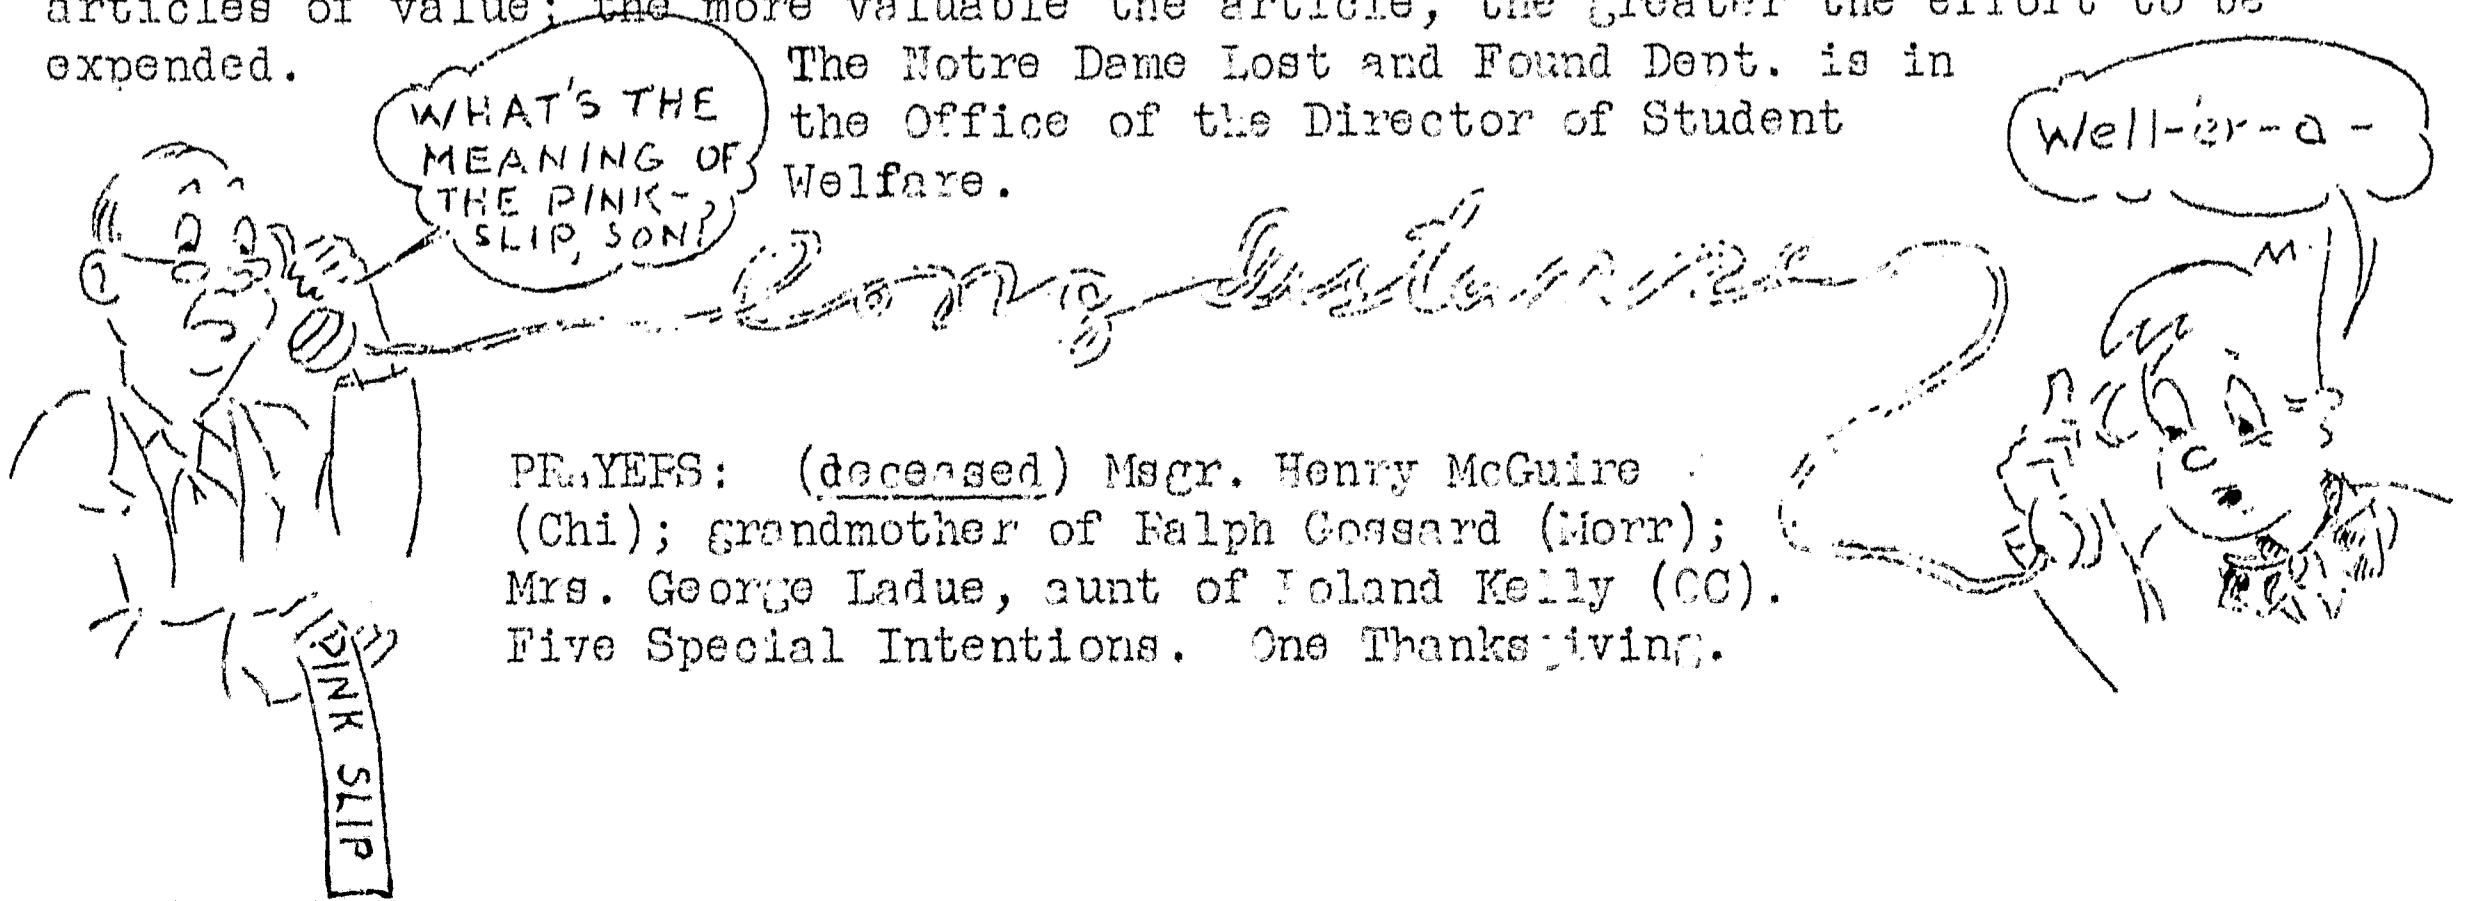 articles of value; the more valuable the article, the greater the effort to be
expended.
The Notre Dame Lost and Found Dept. is in
the Office of the Director of Student
Welfare.
WHAT'S THE
MEANING OF
THE PINK-
SLIP, SON?
Well-er-a-
Long Distance
PRAYERS: (deceased) Msgr. Henry McGuire
(Chi); grandmother of Ralph Gossard (Morr);
Mrs. George Ladue, aunt of Roland Kelly (CC).
Five Special Intentions. One Thanksgiving.
PINK SLIP